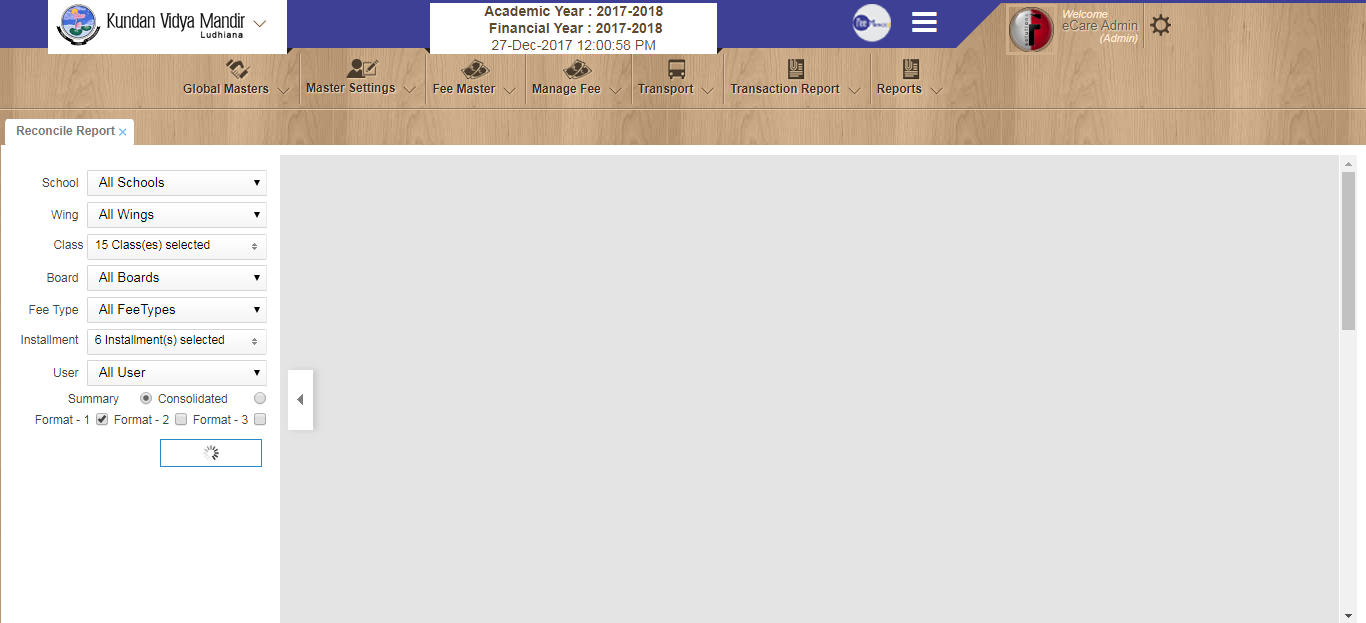 Kundan Vidya Mandir
Ludhiana
Academic Year : 2017-2018
Financial Year : 2017-2018
27-Dec-2017 12:00:58 PM
Welcome
eCare Admin
(Admin)
Global Masters
Master Settings
Fee Master
Manage Fee
Transport
Transaction Report
Reports
Reconcile Report ×
School All Schools
Wing All Wings
Class 15 Class(es) selected
Board All Boards
Fee Type All FeeTypes
Installment 6 Installment(s) selected
User All User
Summary Consolidated
Format - 1 Format - 2 Format - 3